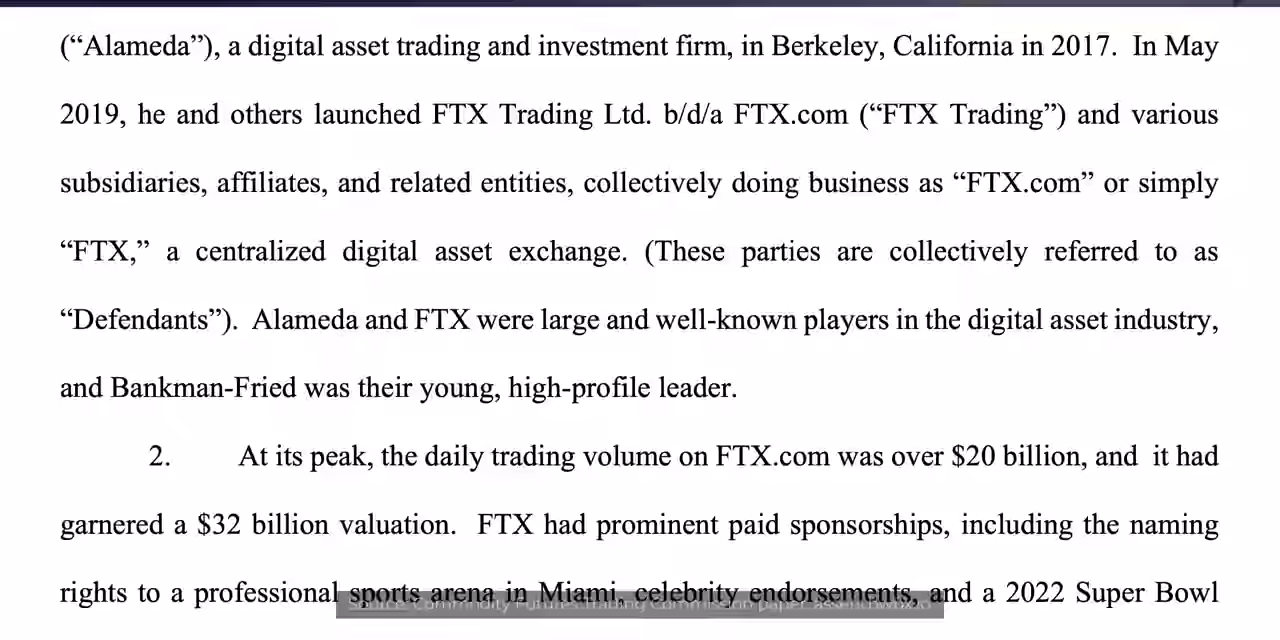 (“Alameda”), a digital asset trading and investment firm, in Berkeley, California in 2017. In May
2019, he and others launched FTX Trading Ltd. b/d/a FTX.com (“FTX Trading”) and various
subsidiaries, affiliates, and related entities, collectively doing business as “FTX.com” or simply
“FTX,” a centralized digital asset exchange. (These parties are collectively referred to as
“Defendants”). Alameda and FTX were large and well-known players in the digital asset industry,
and Bankman-Fried was their young, high-profile leader.
2. At its peak, the daily trading volume on FTX.com was over $20 billion, and it had
garnered a $32 billion valuation. FTX had prominent paid sponsorships, including the naming
rights to a professional sports arena in Miami, celebrity endorsements, and a 2022 Super Bowl
Source: Commodity Futures Trading Commission paper